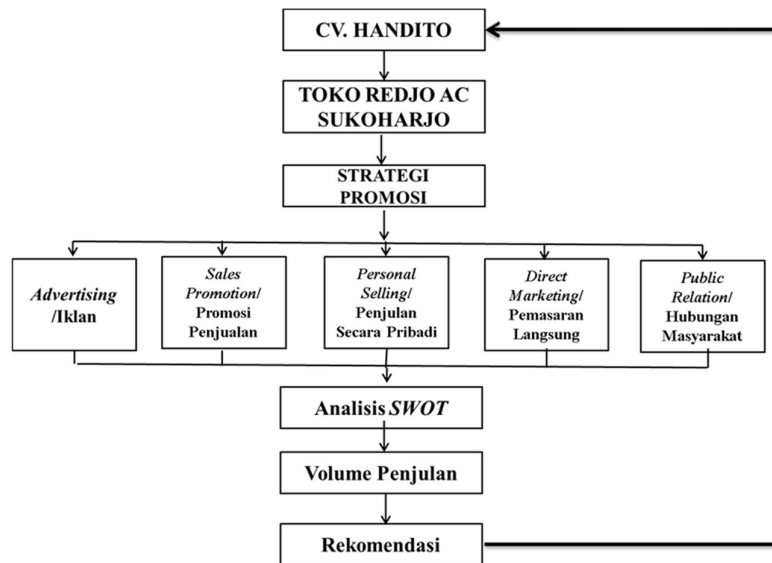 CV. HANDITO
TOKO REDJO AC
SUKOHARJO
STRATEGI
PROMOSI
Advertising
/Iklan
Sales
Promotion/
Promosi
Penjualan
Personal
Selling/
Penjulan
Secara Pribadi
Direct
Marketing/
Pemasaran
Langsung
Public
Relation/
Hubungan
Masyarakat
Analisis SWOT
Volume Penjulan
Rekomendasi